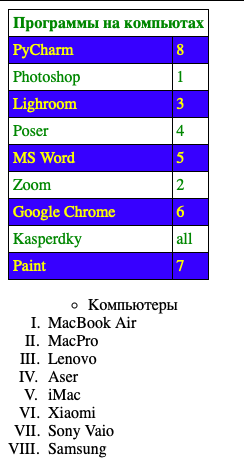 Программы на компьютах
PyCharm 8
Photoshop 1
Lighroom 3
Poser 4
MS Word 5
Zoom 2
Google Chrome 6
Kasperdky all
Paint 7
Компьютеры
I. MacBook Air
II. MacPro
III. Lenovo
IV. Aser
V. iMac
VI. Xiaomi
VII. Sony Vaio
VIII. Samsung